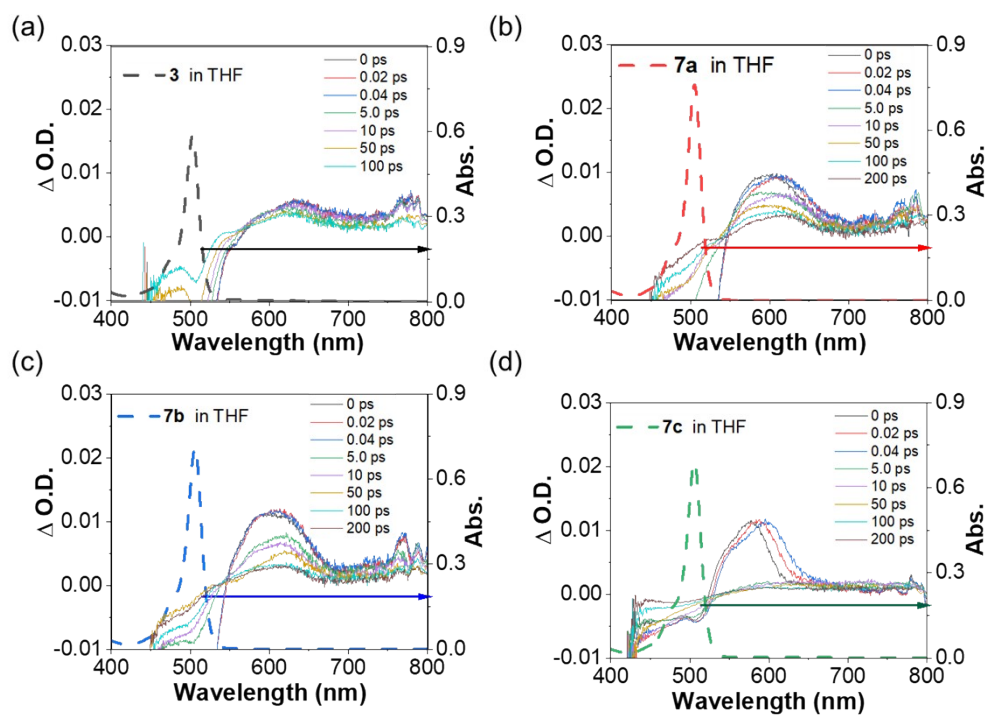 (a)
0.03
0.02
0.01
0.00
-0.01
Δ O.D.
3 in THF
0 ps
0.02 ps
0.04 ps
5.0 ps
10 ps
50 ps
100 ps
0.9
0.6
0.3
0.0
Abs.
400 500 600 700 800
Wavelength (nm)
(b)
0.03
0.02
0.01
0.00
-0.01
Δ O.D.
7a in THF
0 ps
0.02 ps
0.04 ps
5.0 ps
10 ps
50 ps
100 ps
200 ps
0.9
0.6
0.3
0.0
Abs.
400 500 600 700 800
Wavelength (nm)
(c)
0.03
0.02
0.01
0.00
-0.01
Δ O.D.
7b in THF
0 ps
0.02 ps
0.04 ps
5.0 ps
10 ps
50 ps
100 ps
200 ps
0.9
0.6
0.3
0.0
Abs.
400 500 600 700 800
Wavelength (nm)
(d)
0.03
0.02
0.01
0.00
-0.01
Δ O.D.
7c in THF
0 ps
0.02 ps
0.04 ps
5.0 ps
10 ps
50 ps
100 ps
200 ps
0.9
0.6
0.3
0.0
Abs.
400 500 600 700 800
Wavelength (nm)